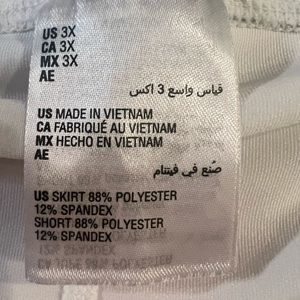 US 3X
CA 3X
MX 3X
AE
قياس واسع 3 اكس
US MADE IN VIETNAM
CA FABRIQUÉ AU VIETNAM
MX HECHO EN VIETNAM
AE
صُنع في فيتنام
US SKIRT 88% POLYESTER
12% SPANDEX
SHORT 88% POLYESTER
12% SPANDEX